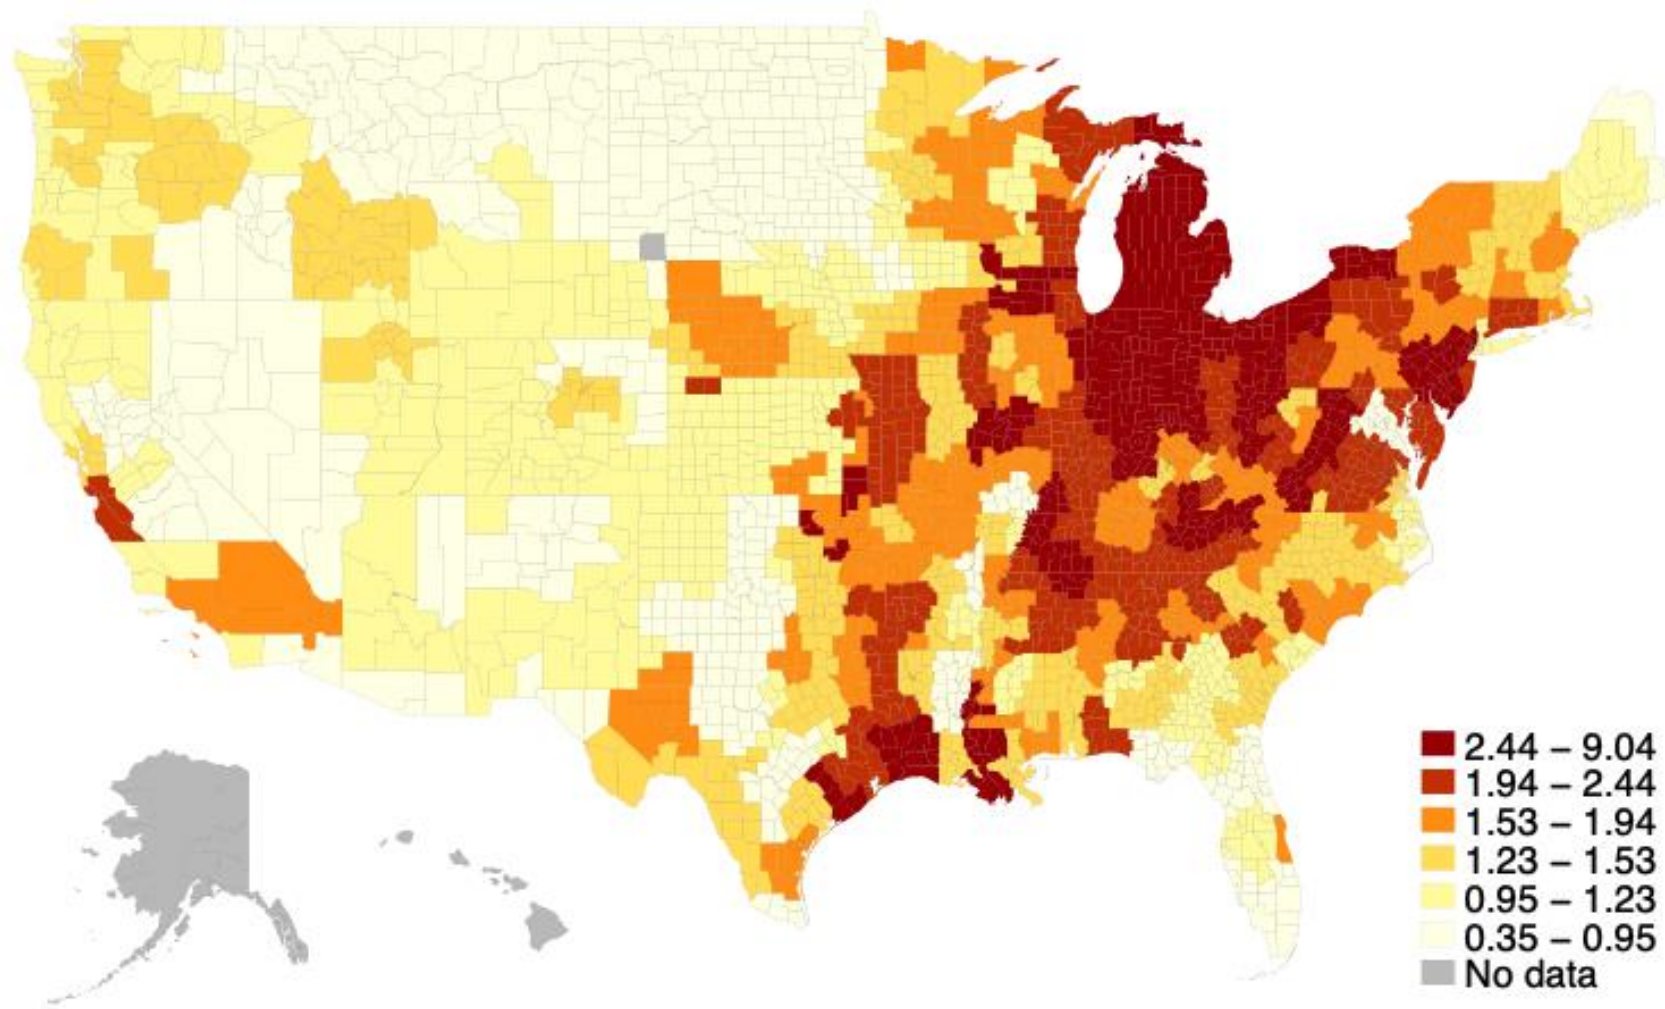 2.44 – 9.04
1.94 – 2.44
1.53 – 1.94
1.23 – 1.53
0.95 – 1.23
0.35 – 0.95
No data